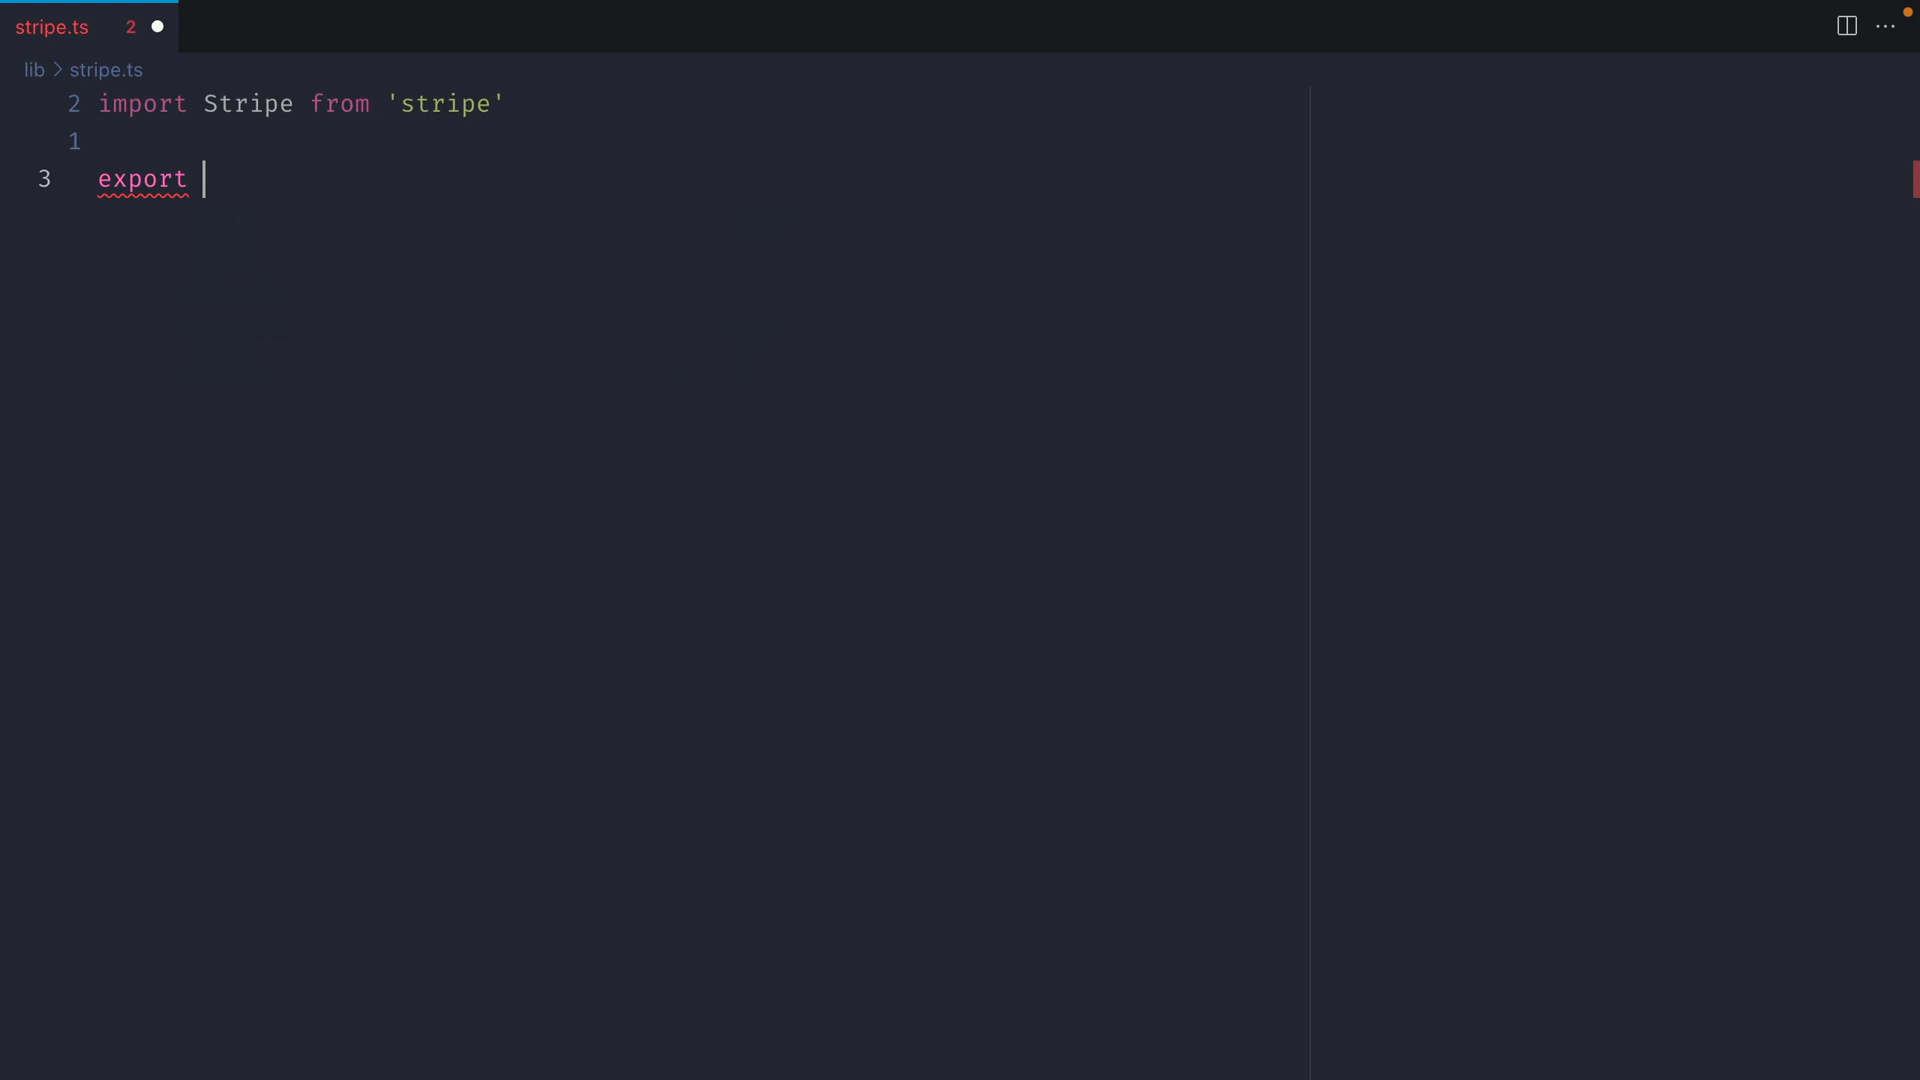 stripe.ts 2
lib > stripe.ts
2 import Stripe from 'stripe'
1
3 export